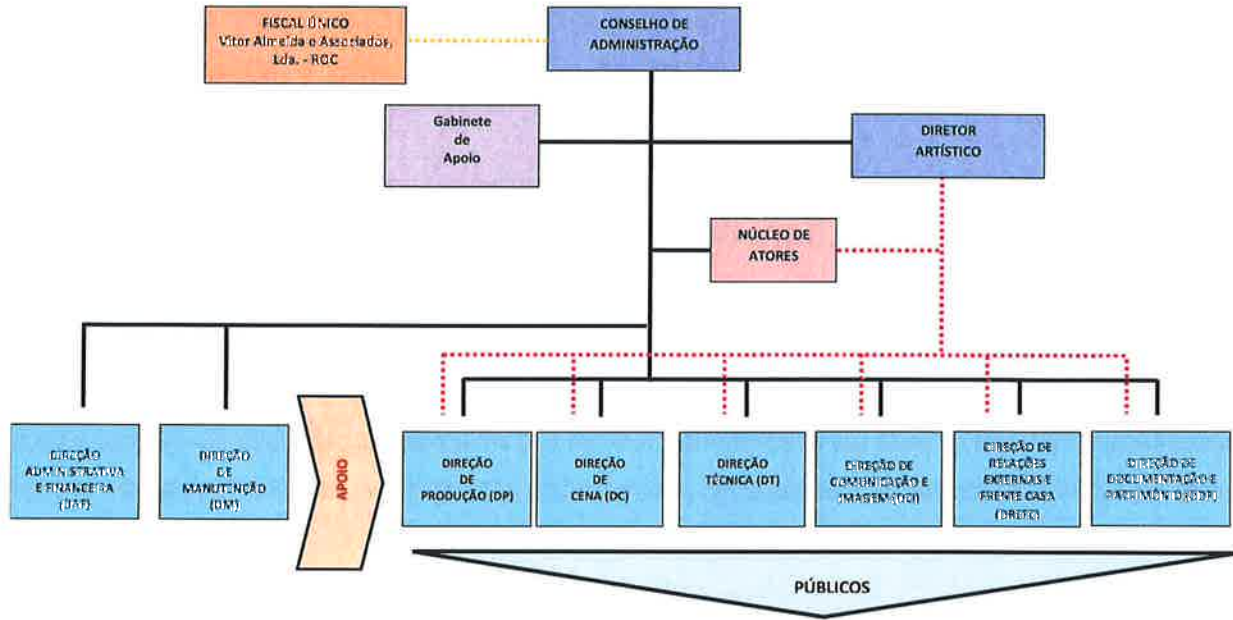 FISCAL ÚNICO
Vitor Almeida e Associados,
Lda. - ROC
CONSELHO DE
ADMINISTRAÇÃO
Gabinete
de
Apoio
DIRETOR
ARTÍSTICO
NÚCLEO DE
ATORES
DIREÇÃO
ADMINISTRATIVA
E FINANCEIRA
(DAF)
DIREÇÃO
DE
MANUTENÇÃO
(DM)
APOIO
DIREÇÃO
DE
PRODUÇÃO (DP)
DIREÇÃO
DE
CENA (DC)
DIREÇÃO
TÉCNICA (DT)
DIREÇÃO DE
COMUNICAÇÃO E
IMAGEM (DCI)
DIREÇÃO DE
RELAÇÕES
EXTERNAS E
FRENTE CASA
(DREFC)
DIREÇÃO DE
DOCUMENTAÇÃO E
PATRIMÓNIO (DDP)
PÚBLICOS